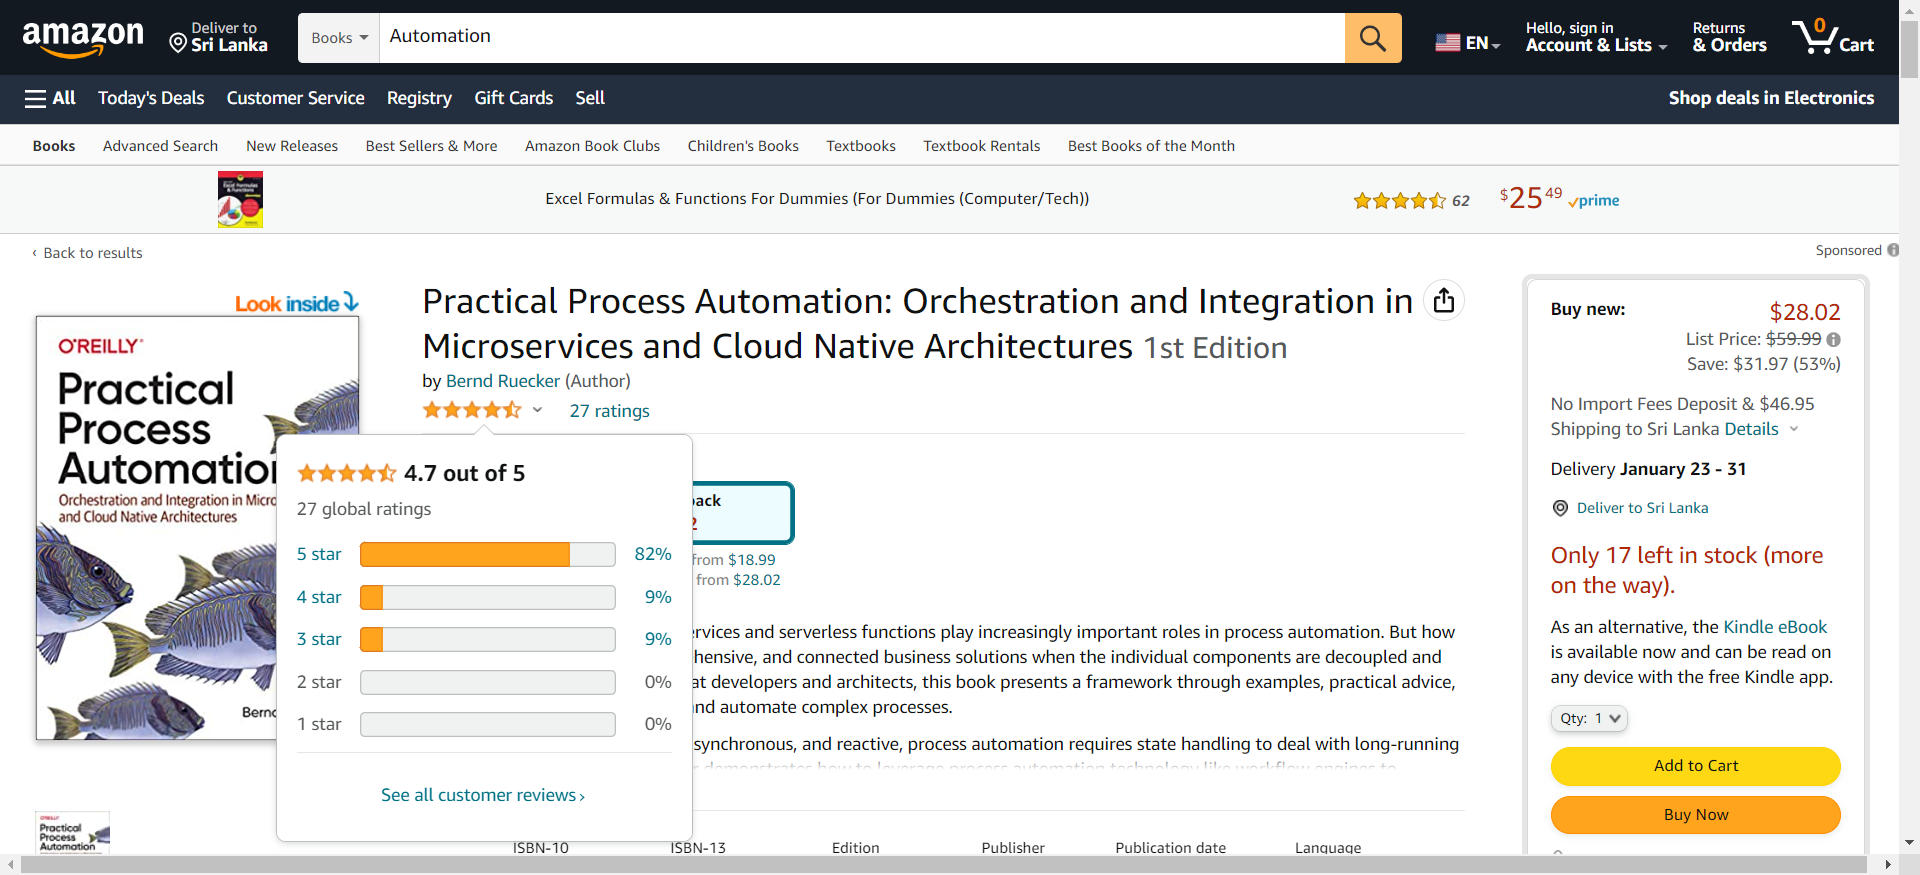 amazon
Deliver to
Sri Lanka
Books
Automation
EN
Hello, sign in
Account & Lists
Returns
& Orders
0
Cart
All
Today's Deals
Customer Service
Registry
Gift Cards
Sell
Shop deals in Electronics
Books
Advanced Search
New Releases
Best Sellers & More
Amazon Book Clubs
Children's Books
Textbooks
Textbook Rentals
Best Books of the Month
Excel Formulas & Functions For Dummies (For Dummies (Computer/Tech))
62
$25 49
prime
‹ Back to results
Sponsored
Look inside
O'REILLY®
Practical
Process
Automation
Orchestration and Integration in Micro
and Cloud Native Architectures
Bernd
Practical Process Automation: Orchestration and Integration in
Microservices and Cloud Native Architectures 1st Edition
by Bernd Ruecker (Author)
27 ratings
4.7 out of 5
27 global ratings
5 star 82%
4 star 9%
3 star 9%
2 star 0%
1 star 0%
See all customer reviews ›
back
2
from $18.99
from $28.02
rvices and serverless functions play increasingly important roles in process automation. But how
hensive, and connected business solutions when the individual components are decoupled and
at developers and architects, this book presents a framework through examples, practical advice,
nd automate complex processes.
synchronous, and reactive, process automation requires state handling to deal with long-running
r demonstrates how to leverage process automation technology like workflow engines to
ISBN-10
ISBN-13
Edition
Publisher
Publication date
Language
Buy new:
$28.02
List Price: $59.99
Save: $31.97 (53%)
No Import Fees Deposit & $46.95
Shipping to Sri Lanka Details
Delivery January 23 - 31
Deliver to Sri Lanka
Only 17 left in stock (more
on the way).
As an alternative, the Kindle eBook
is available now and can be read on
any device with the free Kindle app.
Qty: 1
Add to Cart
Buy Now
O'REILLY
Practical
Process
Automation